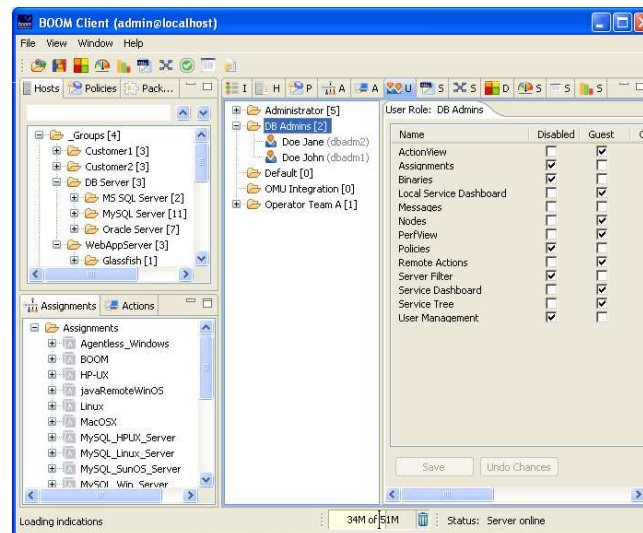 BOOM Client (admin@localhost)
File View Window Help
Hosts Policies Pack...
_Groups [4]
Customer1 [3]
Customer2 [3]
DB Server [3]
MS SQL Server [2]
MySQL Server [11]
Oracle Server [7]
WebAppServer [3]
Glassfish [1]
Assignments Actions
Assignments
Agentless_Windows
BOOM
HP-UX
javaRemoteWinOS
Linux
MacOSX
MySQL_HPUX_Server
MySQL_Linux_Server
MySQL_SunOS_Server
MySQL_Win_Server
I H P A A U S S D S S S
Administrator [5]
DB Admins [2]
Doe Jane (dbadm2)
Doe John (dbadm1)
Default [0]
OMU Integration [0]
Operator Team A [1]
User Role: DB Admins
Name Disabled Guest
ActionView
Assignments
Binaries
Local Service Dashboard
Messages
Nodes
PerfView
Policies
Remote Actions
Server Filter
Service Dashboard
Service Tree
User Management
Save Undo Chances
Loading indications
34M of 51M
Status: Server online